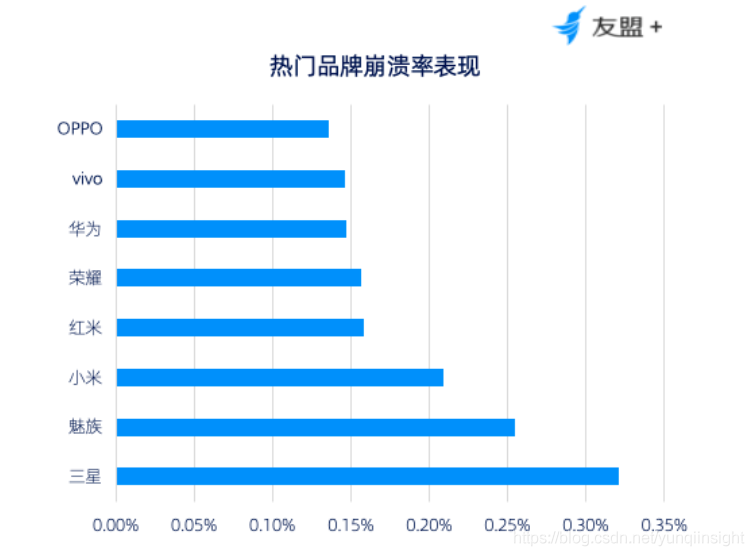 友盟+
热门品牌崩溃率表现
OPPO
vivo
华为
荣耀
红米
小米
魅族
三星
0.00% 0.05% 0.10% 0.15% 0.20% 0.25% 0.30% 0.35%
https://blog.csdn.net/yunqiinsight